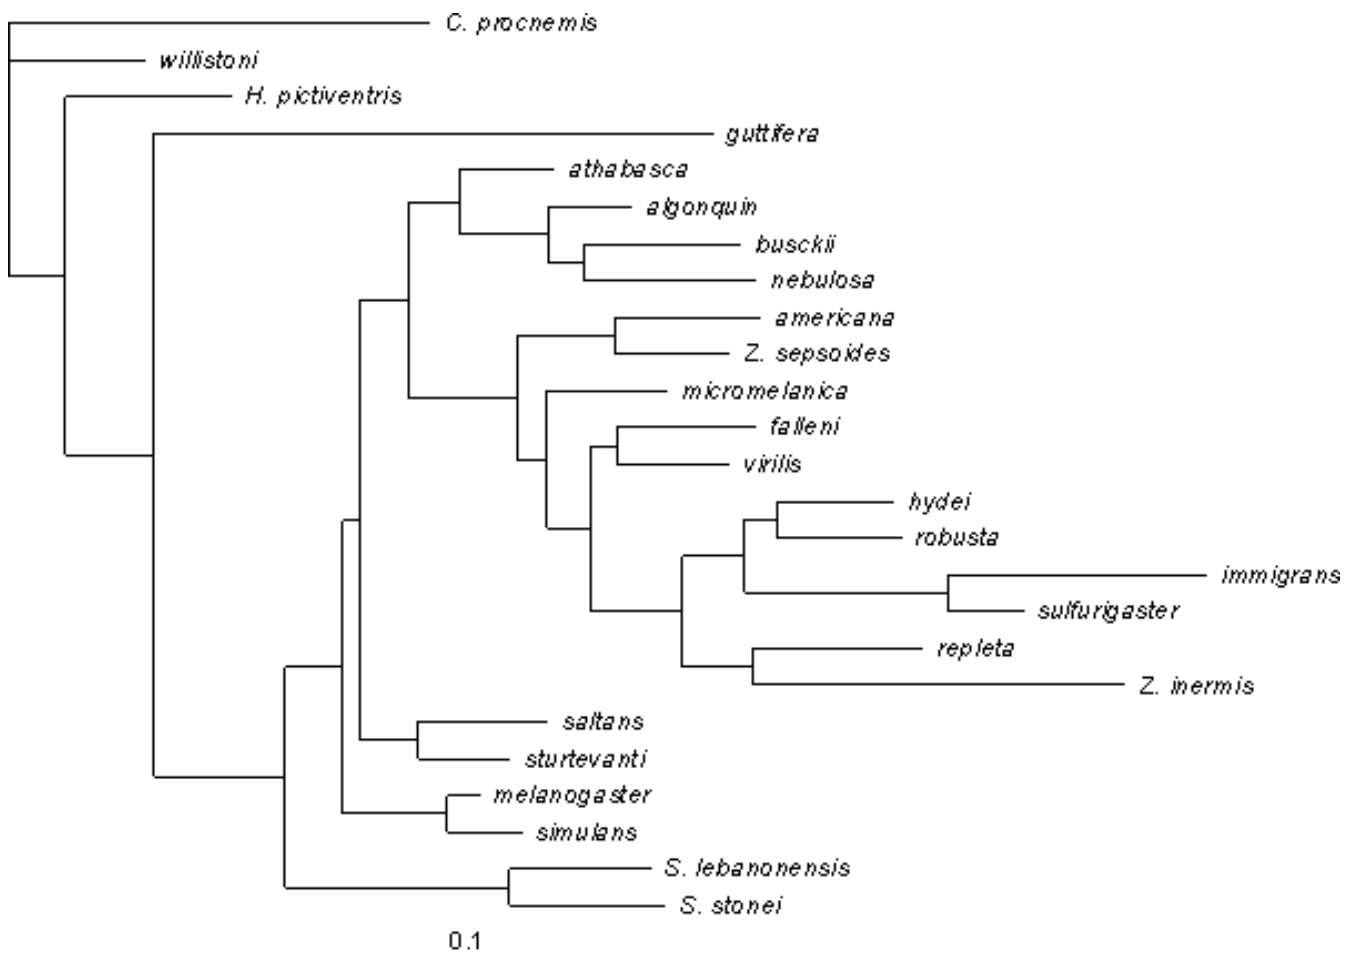 C. procnemis
willistoni
H. pictiventris
guttifera
athabasca
algonquin
busckii
nebulosa
americana
Z. sepsoides
micromelanica
falleni
virilis
hydei
robusta
immigrans
sulfurigaster
repleta
Z. inermis
saltans
sturtevanti
melanogaster
simulans
S. lebanonensis
S. stonei
0.1